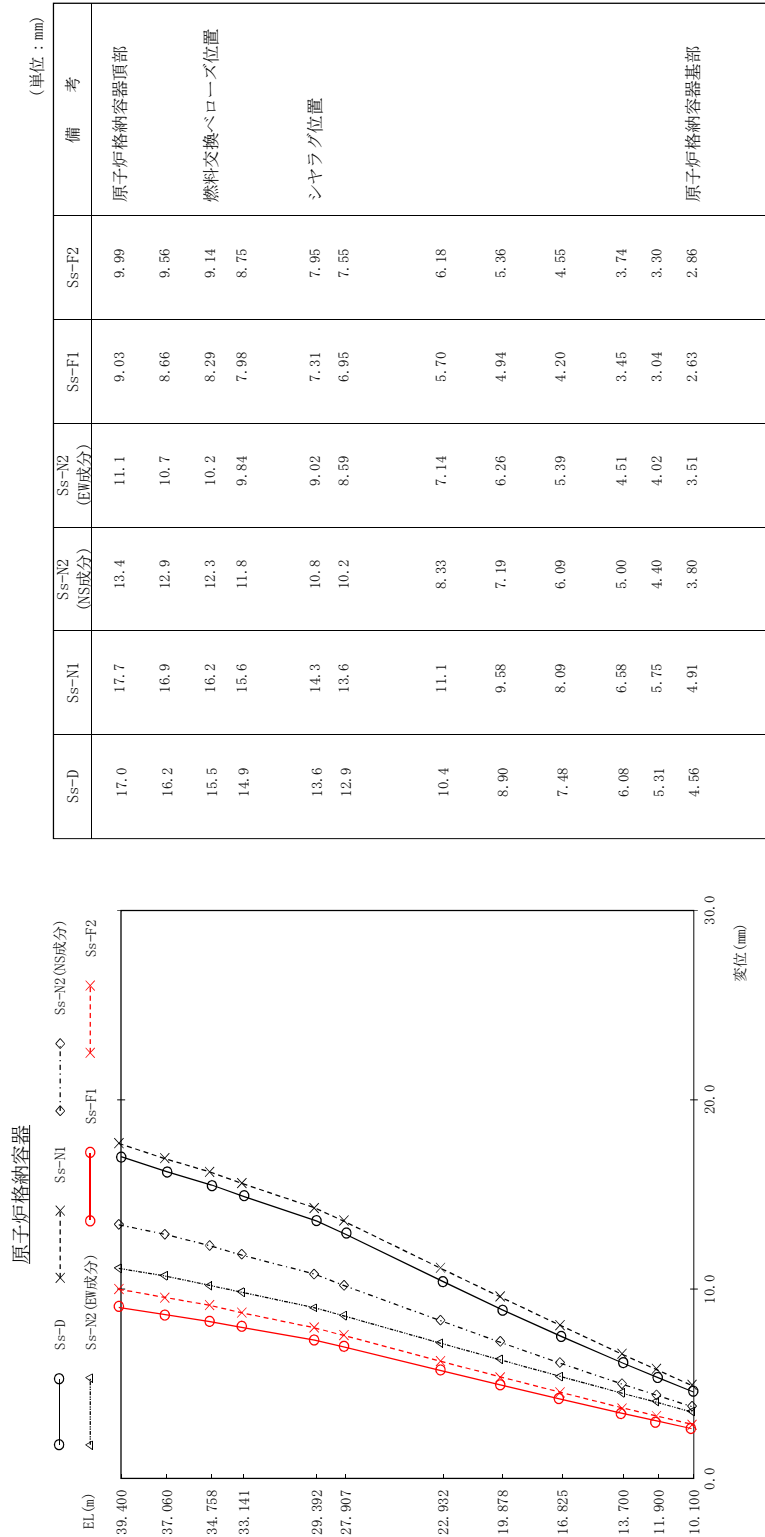 原子炉格納容器
Ss-D Ss-N1 Ss-N2(NS成分)
Ss-N2(EW成分) Ss-F1 Ss-F2
EL(m)
39.400
37.060
34.758
33.141
29.392
27.907
22.932
19.878
16.825
13.700
11.900
10.100
0.0 10.0 20.0 30.0
変位(mm)
(単位：mm)
Ss-D Ss-N1 Ss-N2 (NS成分) Ss-N2 (EW成分) Ss-F1 Ss-F2 備 考
17.0 17.7 13.4 11.1 9.03 9.99 原子炉格納容器頂部
16.2 16.9 12.9 10.7 8.66 9.56
15.5 16.2 12.3 10.2 8.29 9.14 燃料交換ベローズ位置
14.9 15.6 11.8 9.84 7.98 8.75
13.6 14.3 10.8 9.02 7.31 7.95 シヤラグ位置
12.9 13.6 10.2 8.59 6.95 7.55
10.4 11.1 8.33 7.14 5.70 6.18
8.90 9.58 7.19 6.26 4.94 5.36
7.48 8.09 6.09 5.39 4.20 4.55
6.08 6.58 5.00 4.51 3.45 3.74
5.31 5.75 4.40 4.02 3.04 3.30
4.56 4.91 3.80 3.51 2.63 2.86 原子炉格納容器基部